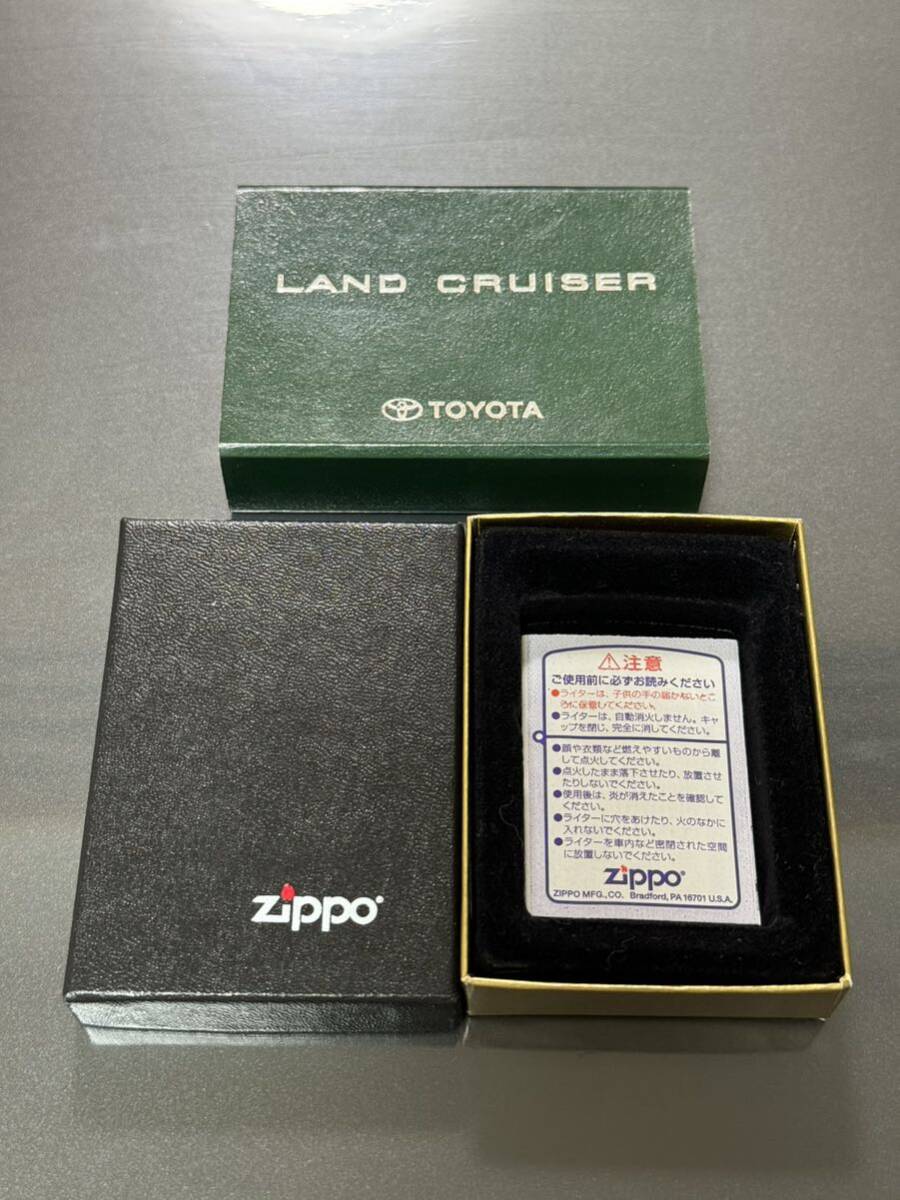 LAND CRUISER
TOYOTA
zippo
⚠注意
ご使用前に必ずお読みください
●ライターは、子供の手の届かないとこ
ろに保管してください。
●ライターは、自動消火しません。キャ
ップを閉じ、完全に消してください。
●顔や衣類など燃えやすいものから離
して点火してください。
●点火したまま落下させたり、放置させ
たりしないでください。
●使用後は、炎が消えたことを確認して
ください。
●ライターに穴をあけたり、火のなかに
入れないでください。
●ライターを車内など密閉された空間
に放置しないでください。
zippo
ZIPPO MFG., CO. Bradford, PA 16701 U.S.A.